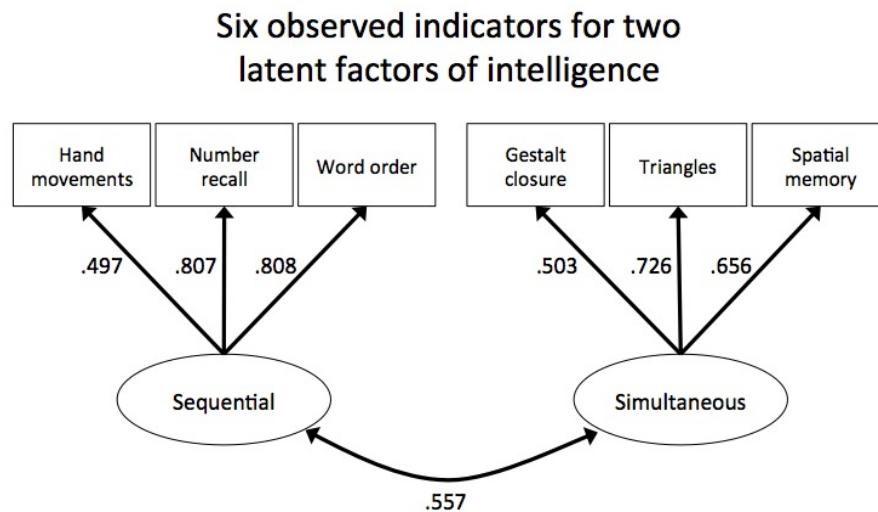 Six observed indicators for two
latent factors of intelligence
Hand
movements
Number
recall
Word order
Gestalt
closure
Triangles
Spatial
memory
.497
.807
.808
.503
.726
.656
Sequential
Simultaneous
.557